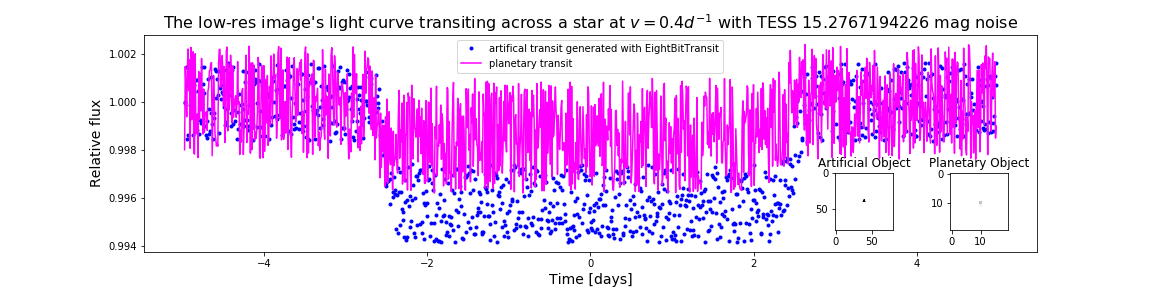 The low-res image's light curve transiting across a star at v = 0.4d⁻¹ with TESS 15.2767194226 mag noise
artifical transit generated with EightBitTransit
planetary transit
Relative flux
1.002
1.000
0.998
0.996
0.994
Artificial Object
0
50
0 50
Planetary Object
0
10
0 10
−4 −2 0 2 4
Time [days]